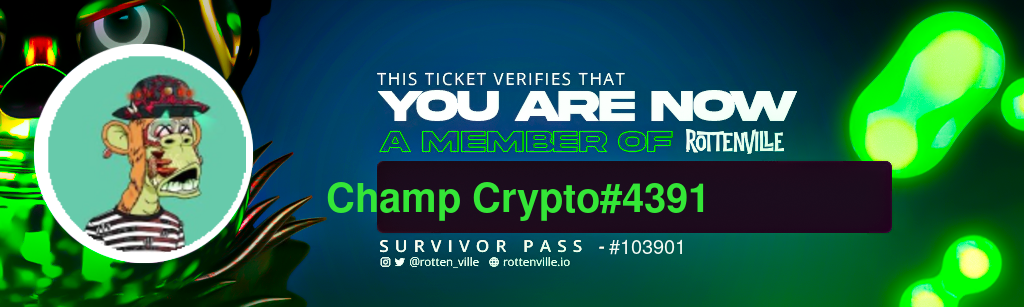 THIS TICKET VERIFIES THAT
YOU ARE NOW
A MEMBER OF ROTTENVILLE
Champ Crypto#4391
SURVIVOR PASS - #103901
@rotten_ville rottenville.io